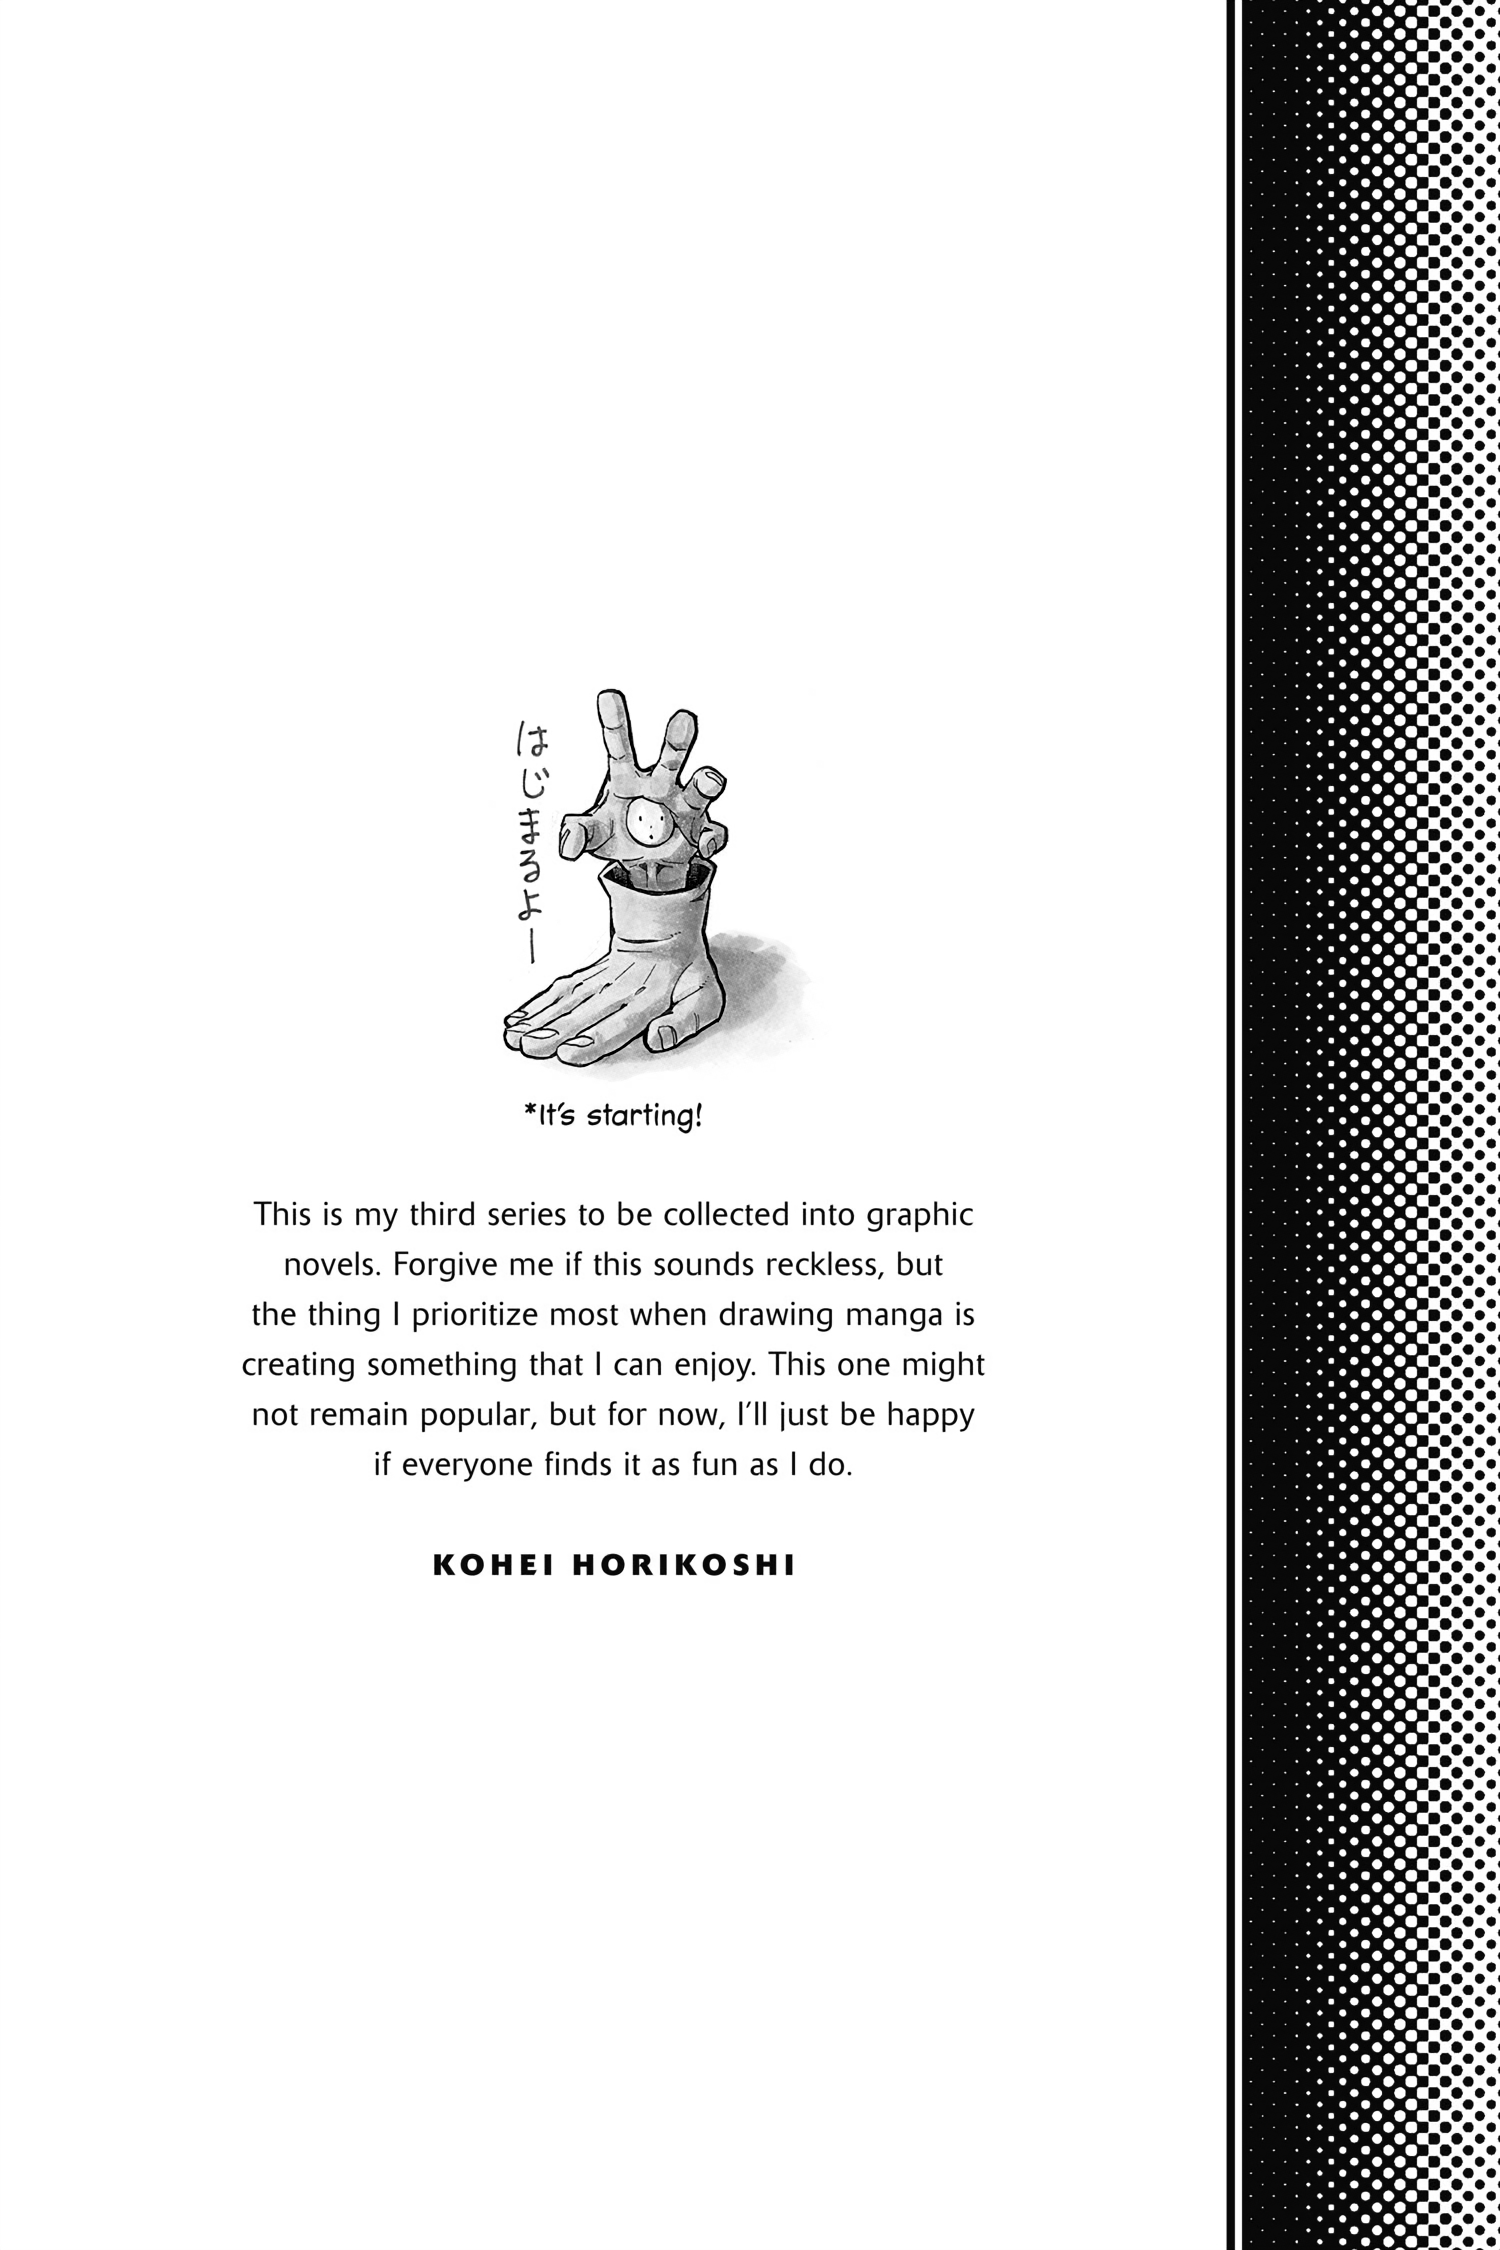 はじまるよー
*It's starting!
This is my third series to be collected into graphic
novels. Forgive me if this sounds reckless, but
the thing I prioritize most when drawing manga is
creating something that I can enjoy. This one might
not remain popular, but for now, I'll just be happy
if everyone finds it as fun as I do.
KOHEI HORIKOSHI